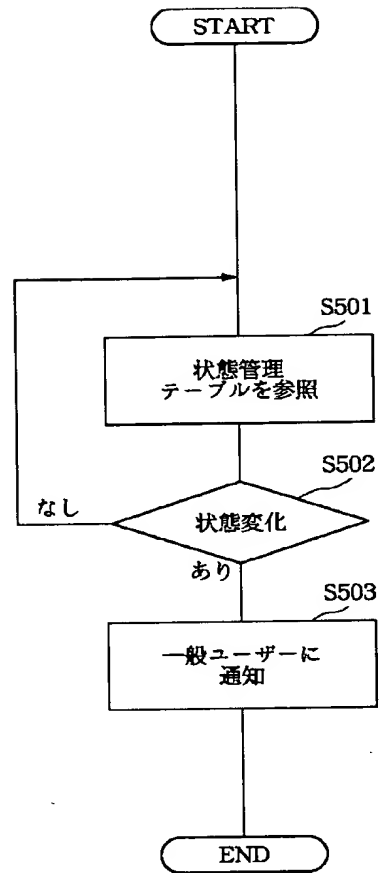 START
S501
状態管理
テーブルを参照
S502
状態変化
なし
あり
S503
一般ユーザーに
通知
END